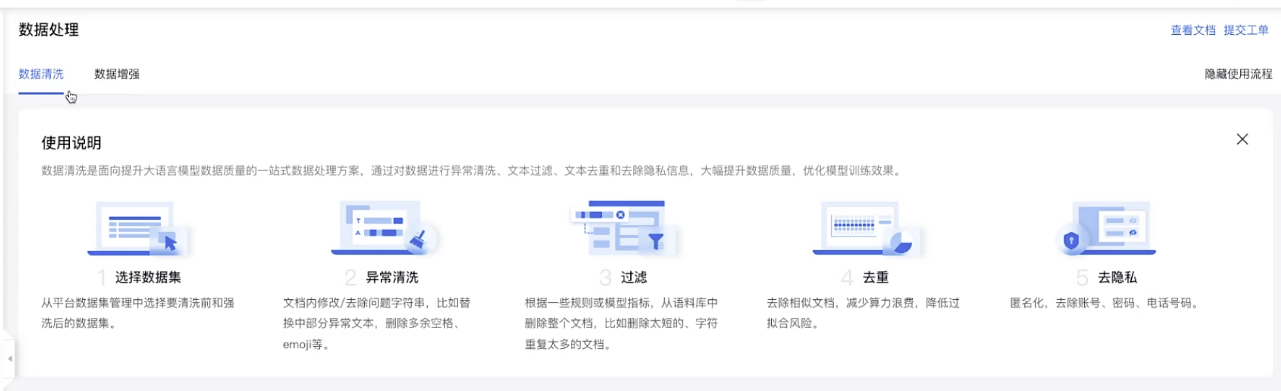 数据处理
查看文档 提交工单
数据清洗 数据增强
隐藏使用流程
使用说明
数据清洗是面向提升大语言模型数据质量的一站式数据处理方案，通过对数据进行异常清洗、文本过滤、文本去重和去除隐私信息，大幅提升数据质量，优化模型训练效果。
1 选择数据集
从平台数据集管理中选择要清洗前和强
洗后的数据集。
2 异常清洗
文档内修改/去除问题字符串，比如替
换中部分异常文本，删除多余空格、
emoji等。
3 过滤
根据一些规则或模型指标，从语料库中
删除整个文档，比如删除太短的、字符
重复太多的文档。
4 去重
去除相似文档，减少算力浪费，降低过
拟合风险。
5 去隐私
匿名化，去除账号、密码、电话号码。